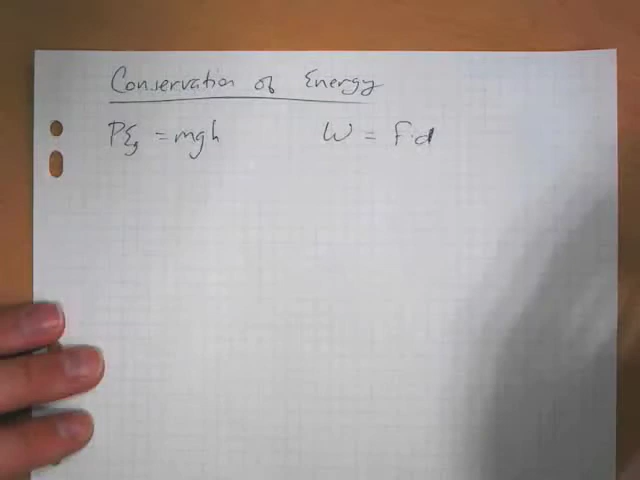 Conservation of Energy
PEg = mgh W = F·d